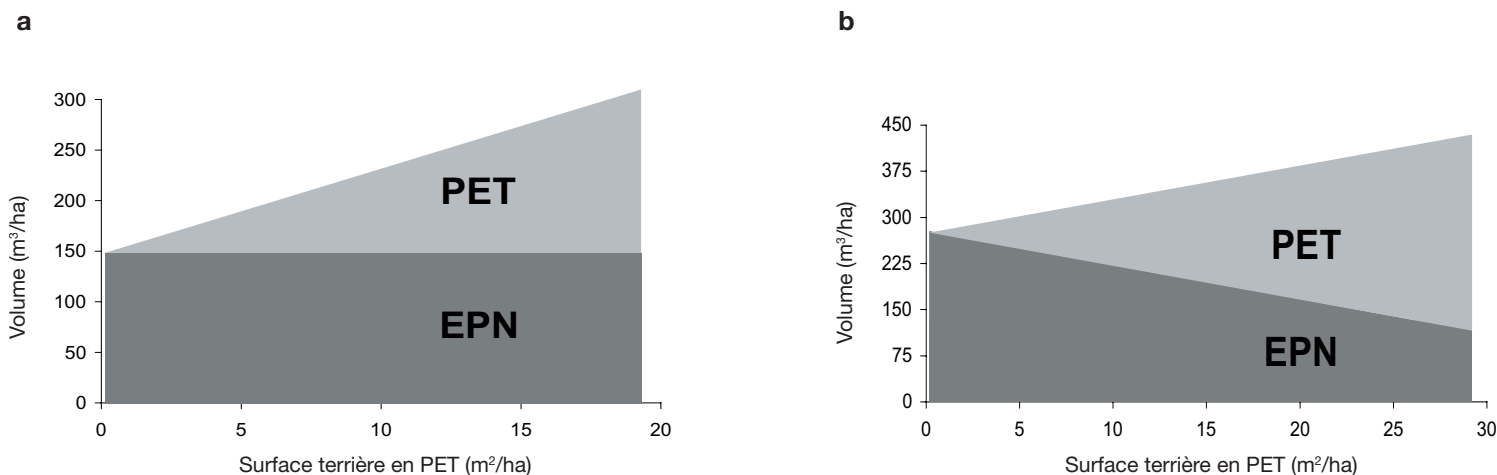 a
300
250
200
150
100
50
0
Volume (m³/ha)
PET
EPN
0 5 10 15 20
Surface terrière en PET (m²/ha)
b
450
375
300
225
150
75
0
Volume (m³/ha)
PET
EPN
0 5 10 15 20 25 30
Surface terrière en PET (m²/ha)